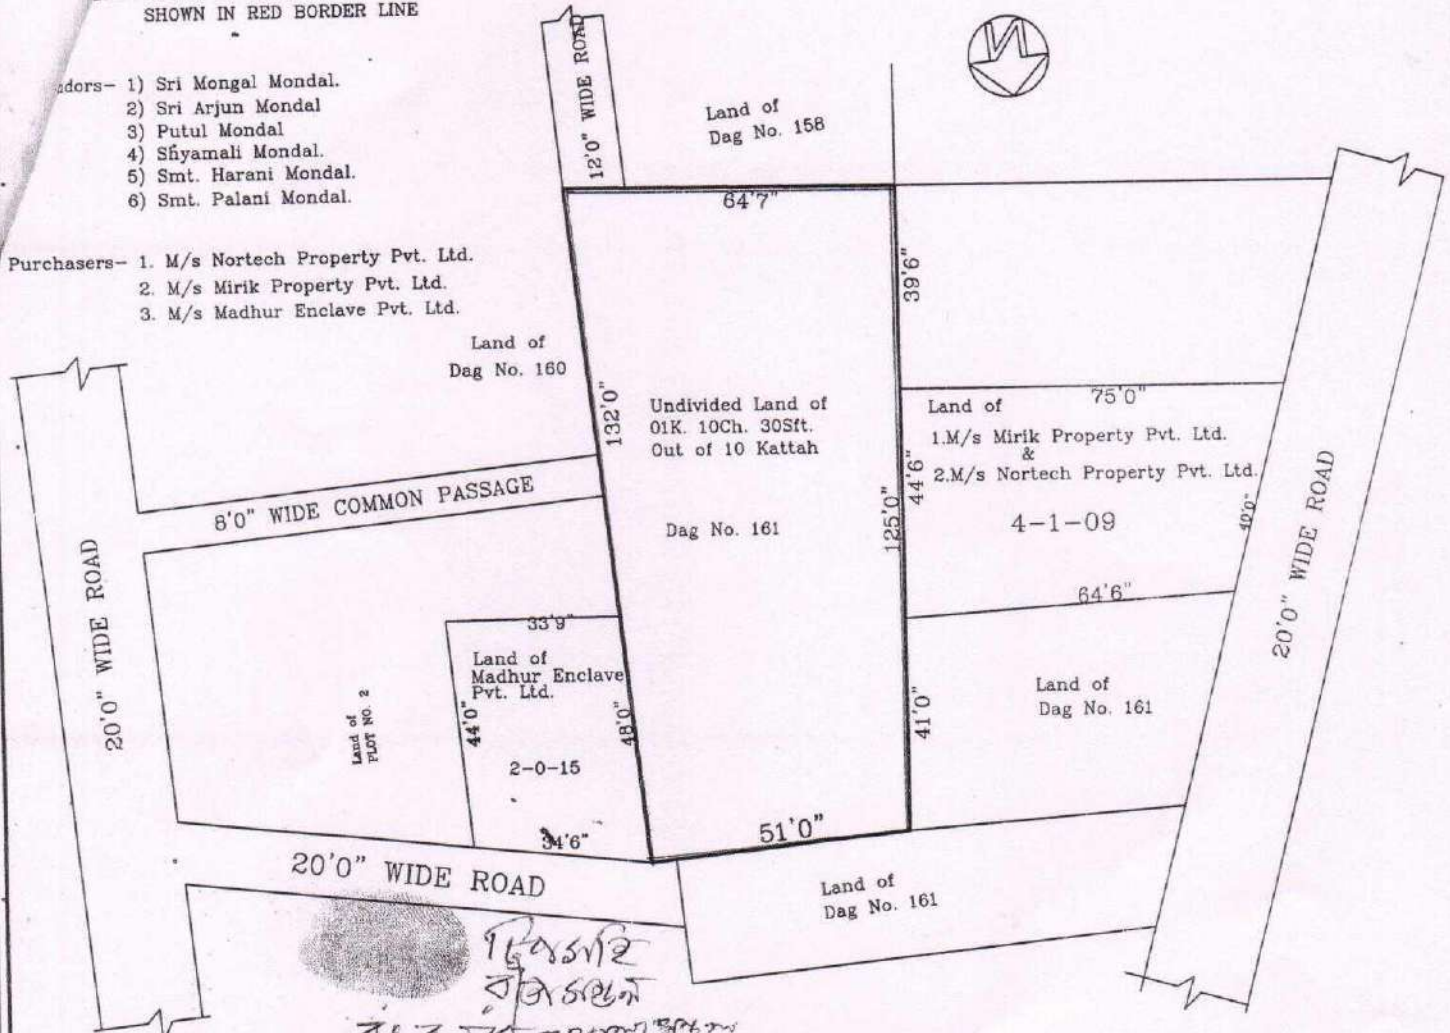 SHOWN IN RED BORDER LINE
1) Sri Mongal Mondal.
2) Sri Arjun Mondal
3) Putul Mondal
4) Shyamali Mondal.
5) Smt. Harani Mondal.
6) Smt. Palani Mondal.
Purchasers- 1. M/s Nortech Property Pvt. Ltd.
2. M/s Mirik Property Pvt. Ltd.
3. M/s Madhur Enclave Pvt. Ltd.
12'0" WIDE ROAD
Land of
Dag No. 158
64'7"
39'6"
Land of
Dag No. 160
132'0"
Undivided Land of
01K. 10Ch. 30Sft.
Out of 10 Kattah
Dag No. 161
125'0"
44'6"
75'0"
Land of
1.M/s Mirik Property Pvt. Ltd.
&
2.M/s Nortech Property Pvt. Ltd.
4-1-09
40'0"
64'6"
20'0" WIDE ROAD
8'0" WIDE COMMON PASSAGE
20'0" WIDE ROAD
Land of
PLOT NO. 2
33'9"
Land of
Madhur Enclave
Pvt. Ltd.
44'0"
48'0"
2-0-15
34'6"
41'0"
Land of
Dag No. 161
51'0"
20'0" WIDE ROAD
Land of
Dag No. 161